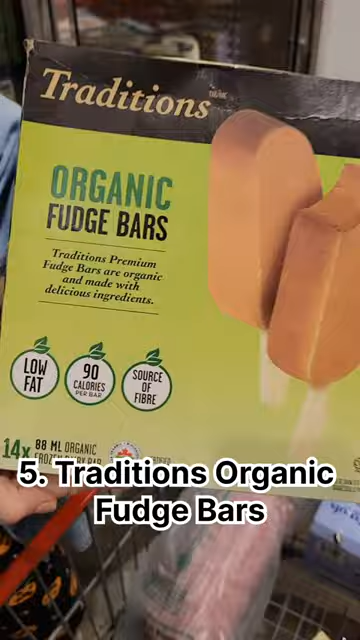 Traditions
ORGANIC
FUDGE BARS
Traditions Premium
Fudge Bars are organic
and made with
delicious ingredients.
LOW
FAT
90
CALORIES
PER BAR
SOURCE
OF
FIBRE
14x 88 ML ORGANIC
5. Traditions Organic
Fudge Bars